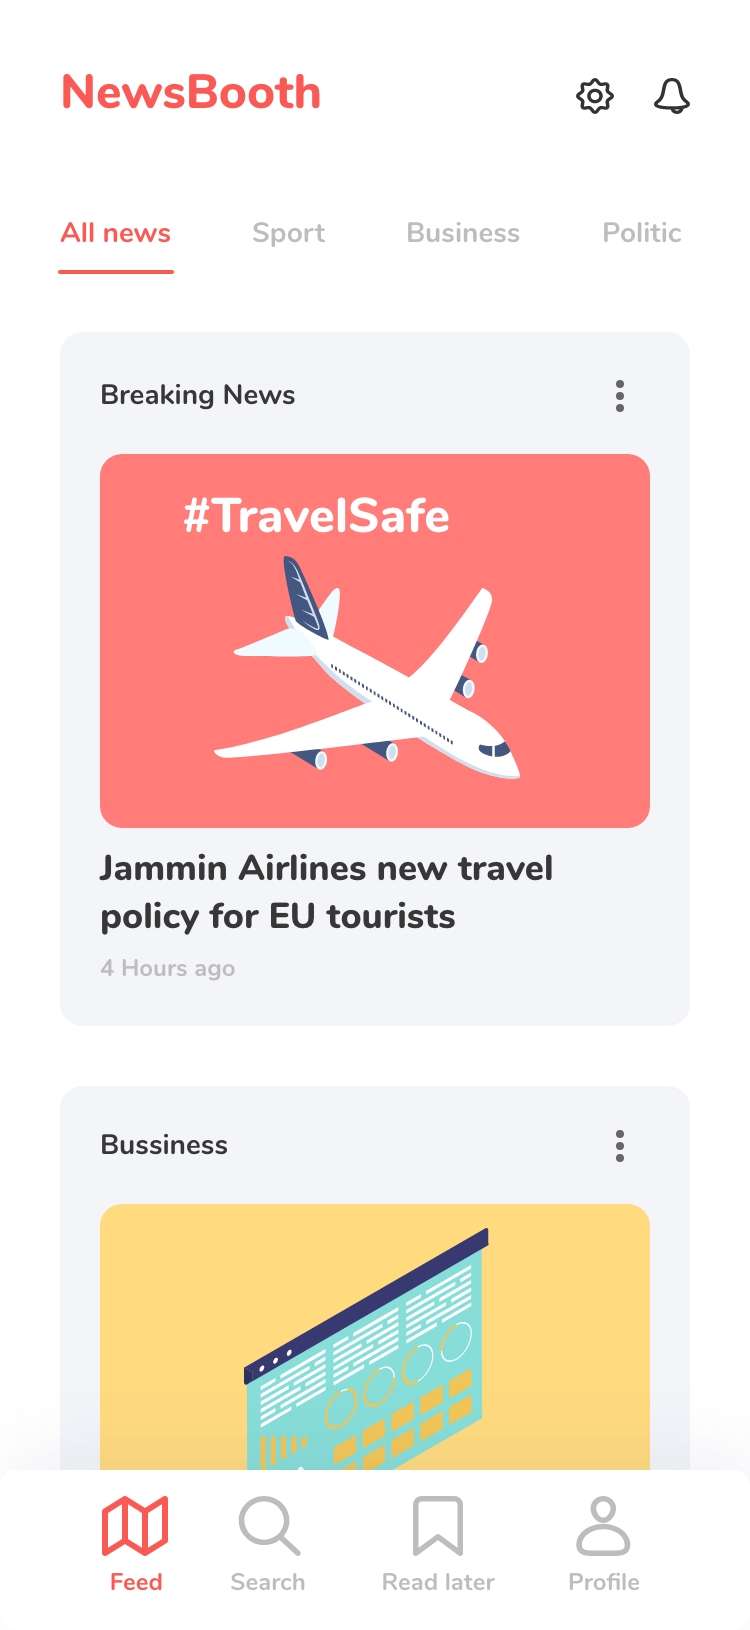 NewsBooth
All news Sport Business Politic
Breaking News
#TravelSafe
Jammin Airlines new travel
policy for EU tourists
4 Hours ago
Bussiness
Feed Search Read later Profile